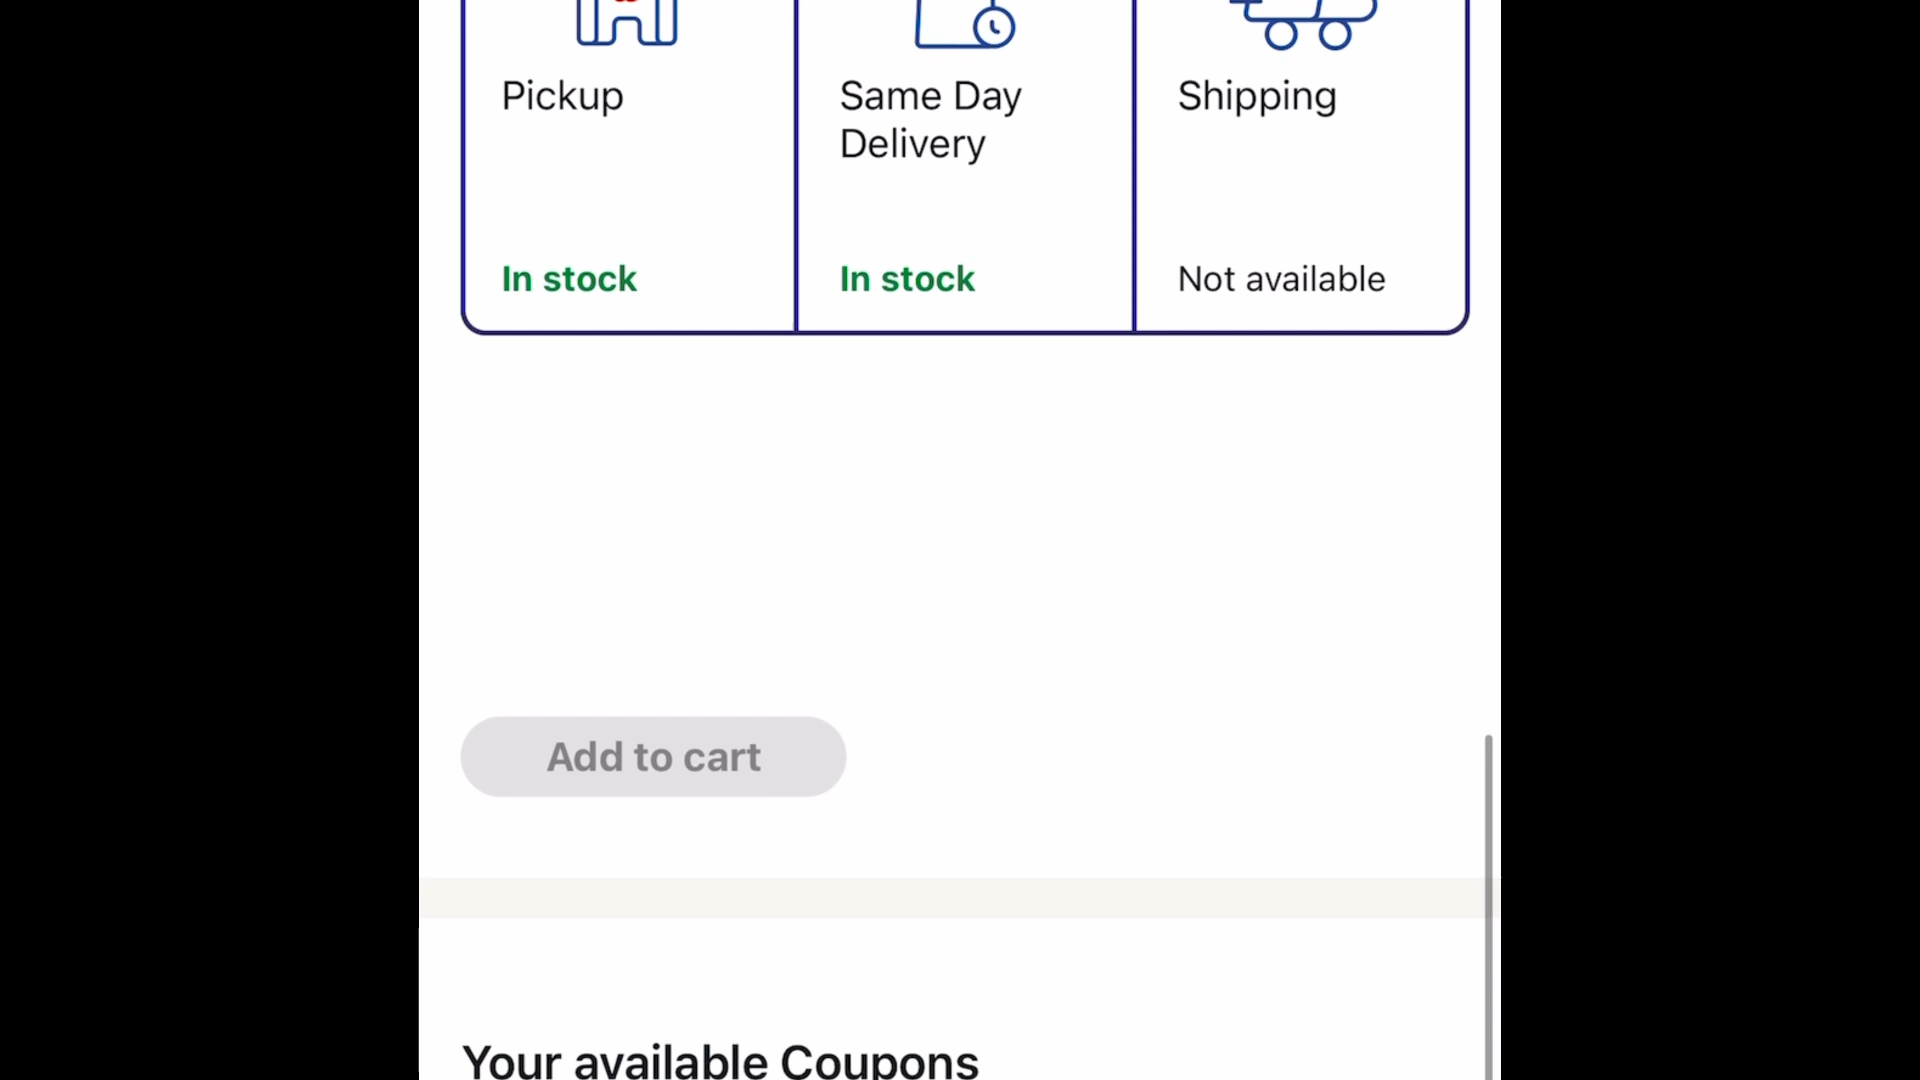 Pickup
Same Day
Delivery
Shipping
In stock
In stock
Not available
Add to cart
Your available Coupons